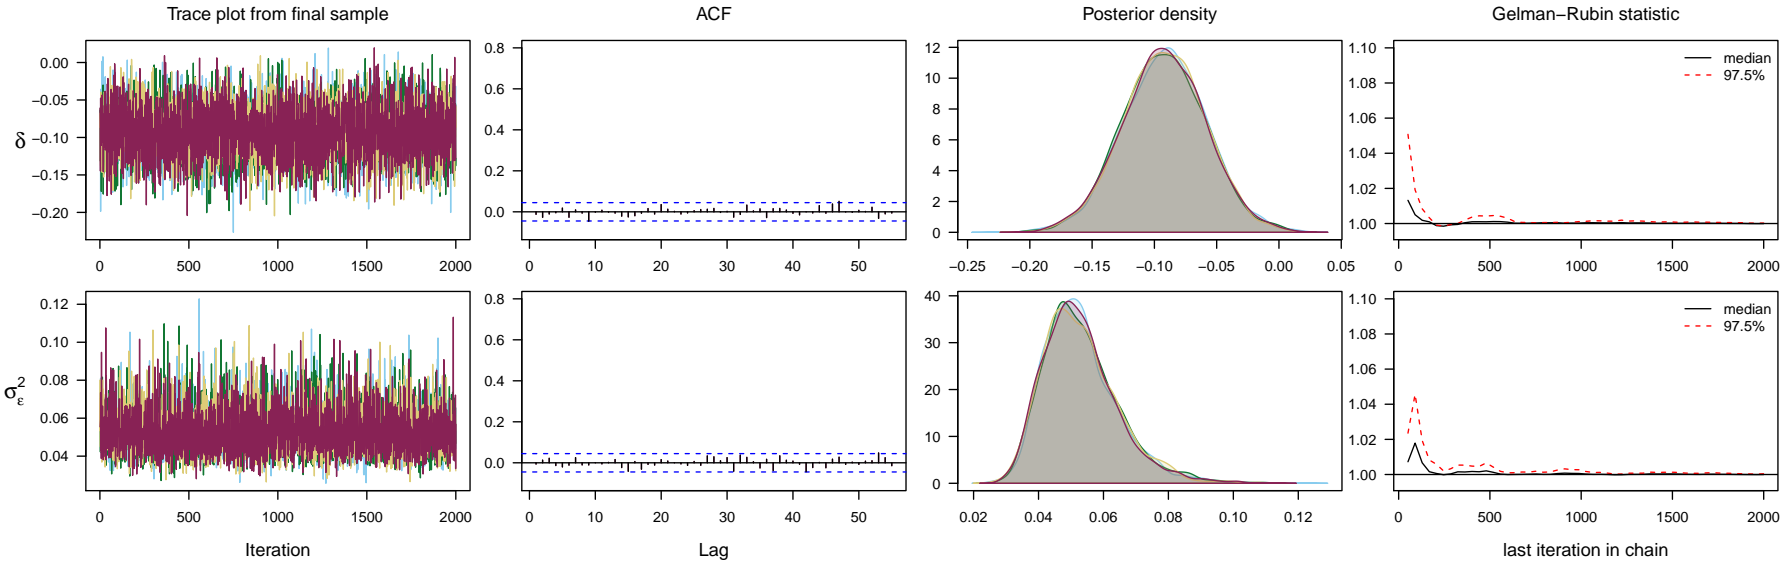 Trace plot from final sample
ACF
Posterior density
Gelman−Rubin statistic
δ
0.00
−0.05
−0.10
−0.15
−0.20
0 500 1000 1500 2000
0.8
0.6
0.4
0.2
0.0
0 10 20 30 40 50
12
10
8
6
4
2
0
−0.25 −0.20 −0.15 −0.10 −0.05 0.00 0.05
1.10
1.08
1.06
1.04
1.02
1.00
median
97.5%
0 500 1000 1500 2000
σ²ε
0.12
0.10
0.08
0.06
0.04
0 500 1000 1500 2000
Iteration
0.8
0.6
0.4
0.2
0.0
0 10 20 30 40 50
Lag
40
30
20
10
0
0.02 0.04 0.06 0.08 0.10 0.12
1.10
1.08
1.06
1.04
1.02
1.00
median
97.5%
0 500 1000 1500 2000
last iteration in chain